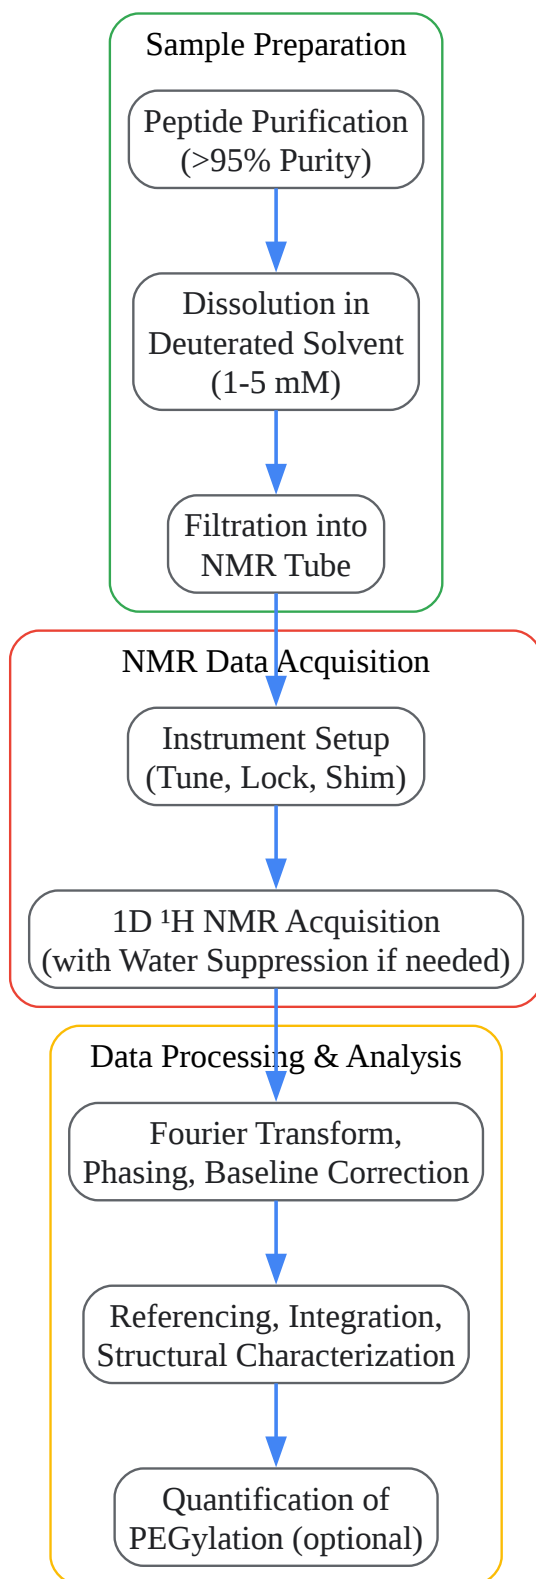 Sample Preparation
Peptide Purification
(>95% Purity)
Dissolution in
Deuterated Solvent
(1-5 mM)
Filtration into
NMR Tube
NMR Data Acquisition
Instrument Setup
(Tune, Lock, Shim)
1D ¹H NMR Acquisition
(with Water Suppression if needed)
Data Processing & Analysis
Fourier Transform,
Phasing, Baseline Correction
Referencing, Integration,
Structural Characterization
Quantification of
PEGylation (optional)